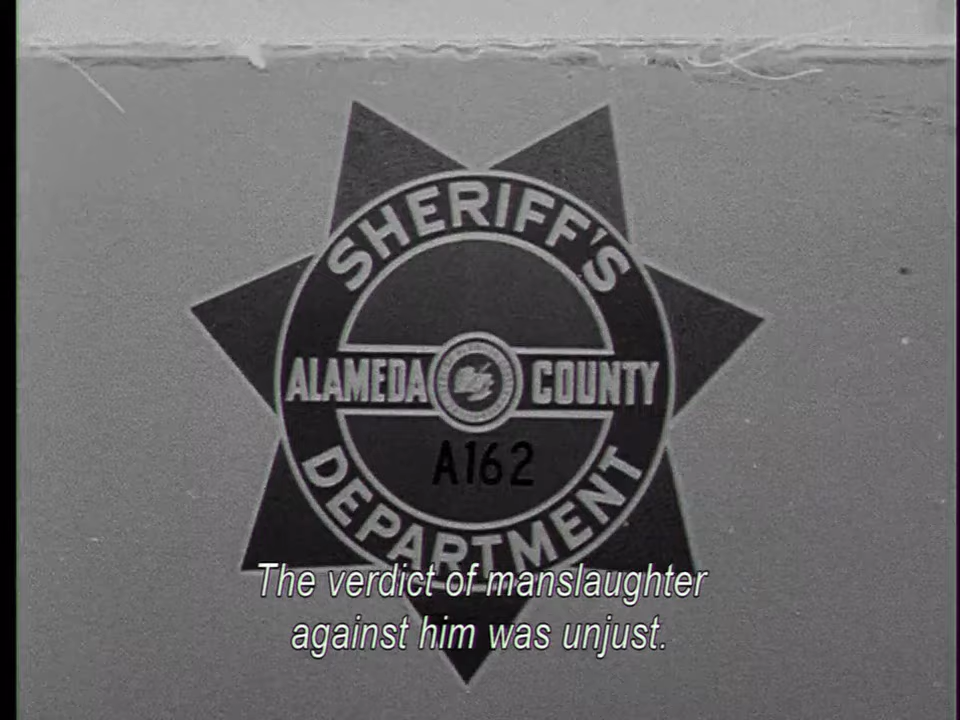 SHERIFF'S
ALAMEDA COUNTY
A162
DEPARTMENT
The verdict of manslaughter
against him was unjust.